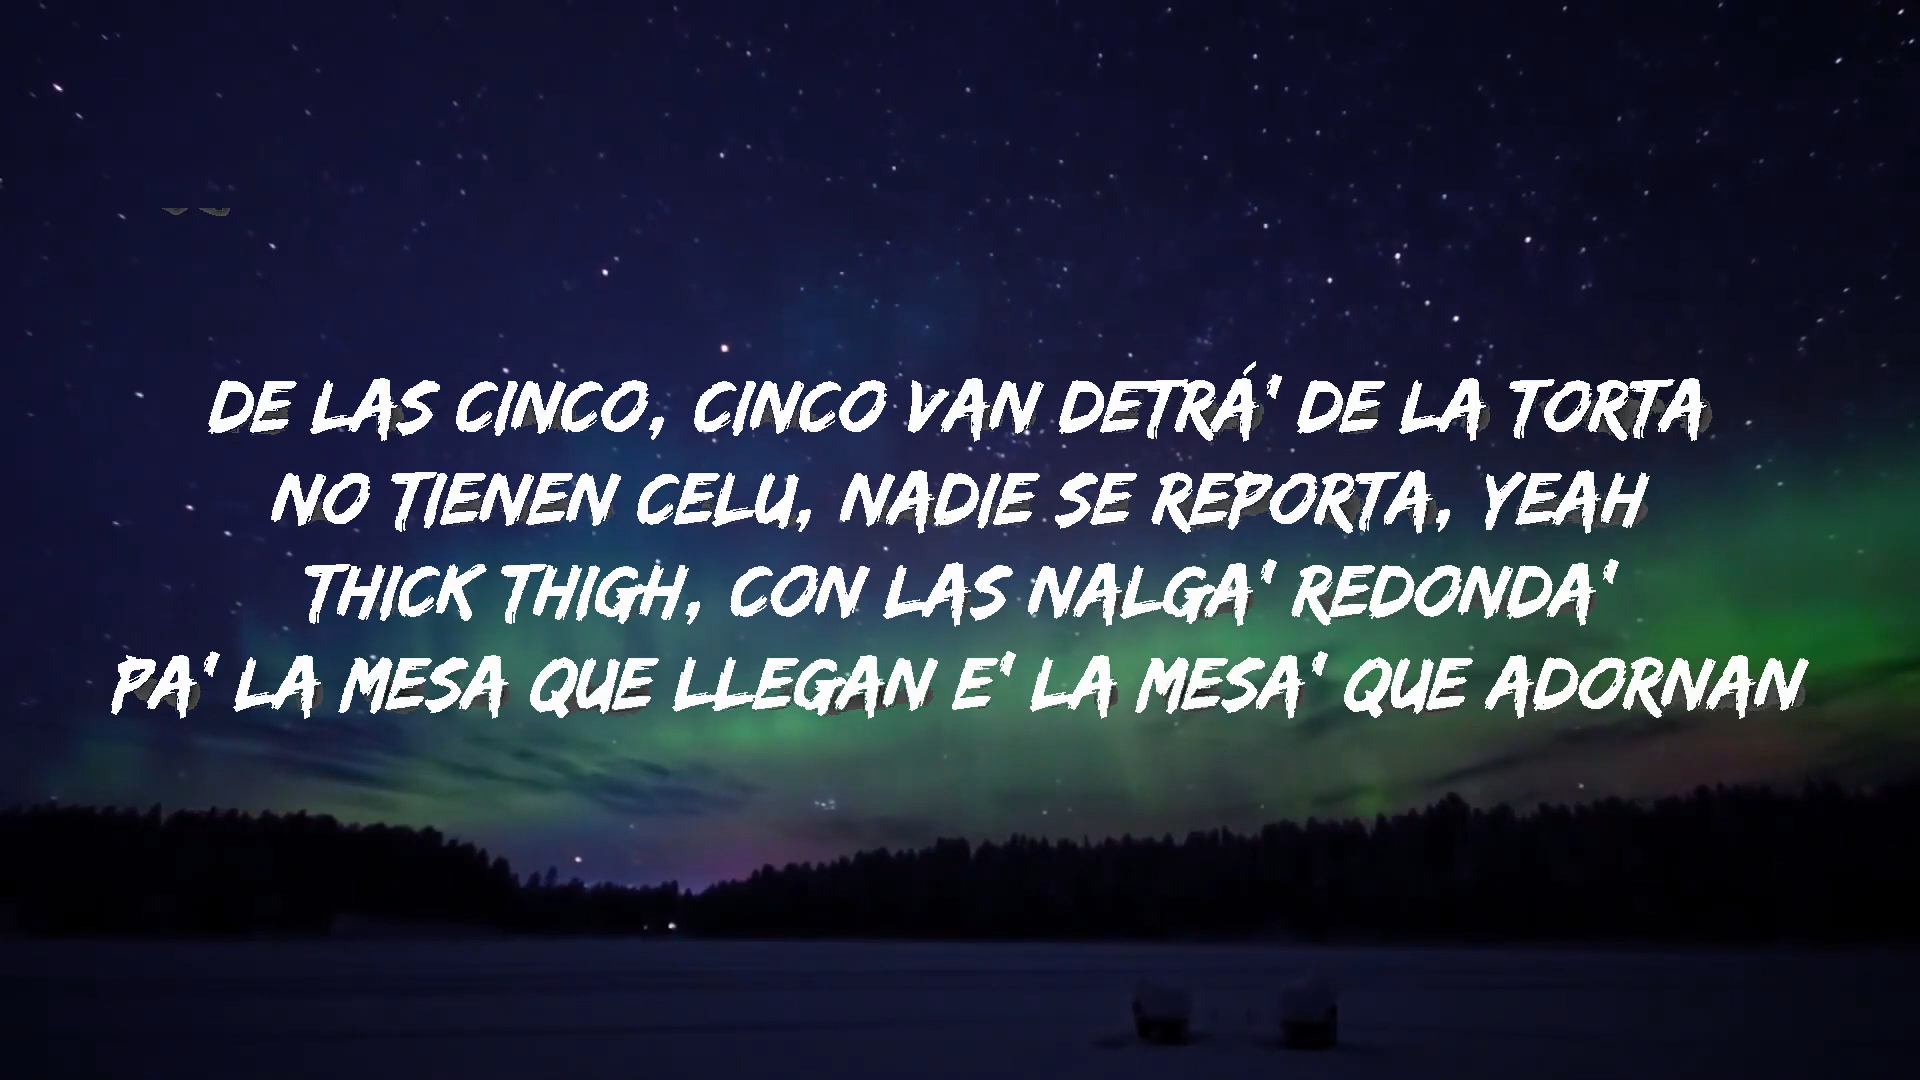 DE LAS CINCO, CINCO VAN DETRÁ' DE LA TORTA
NO TIENEN CELU, NADIE SE REPORTA, YEAH
THICK THIGH, CON LAS NALGA' REDONDA'
PA' LA MESA QUE LLEGAN E' LA MESA' QUE ADORNAN